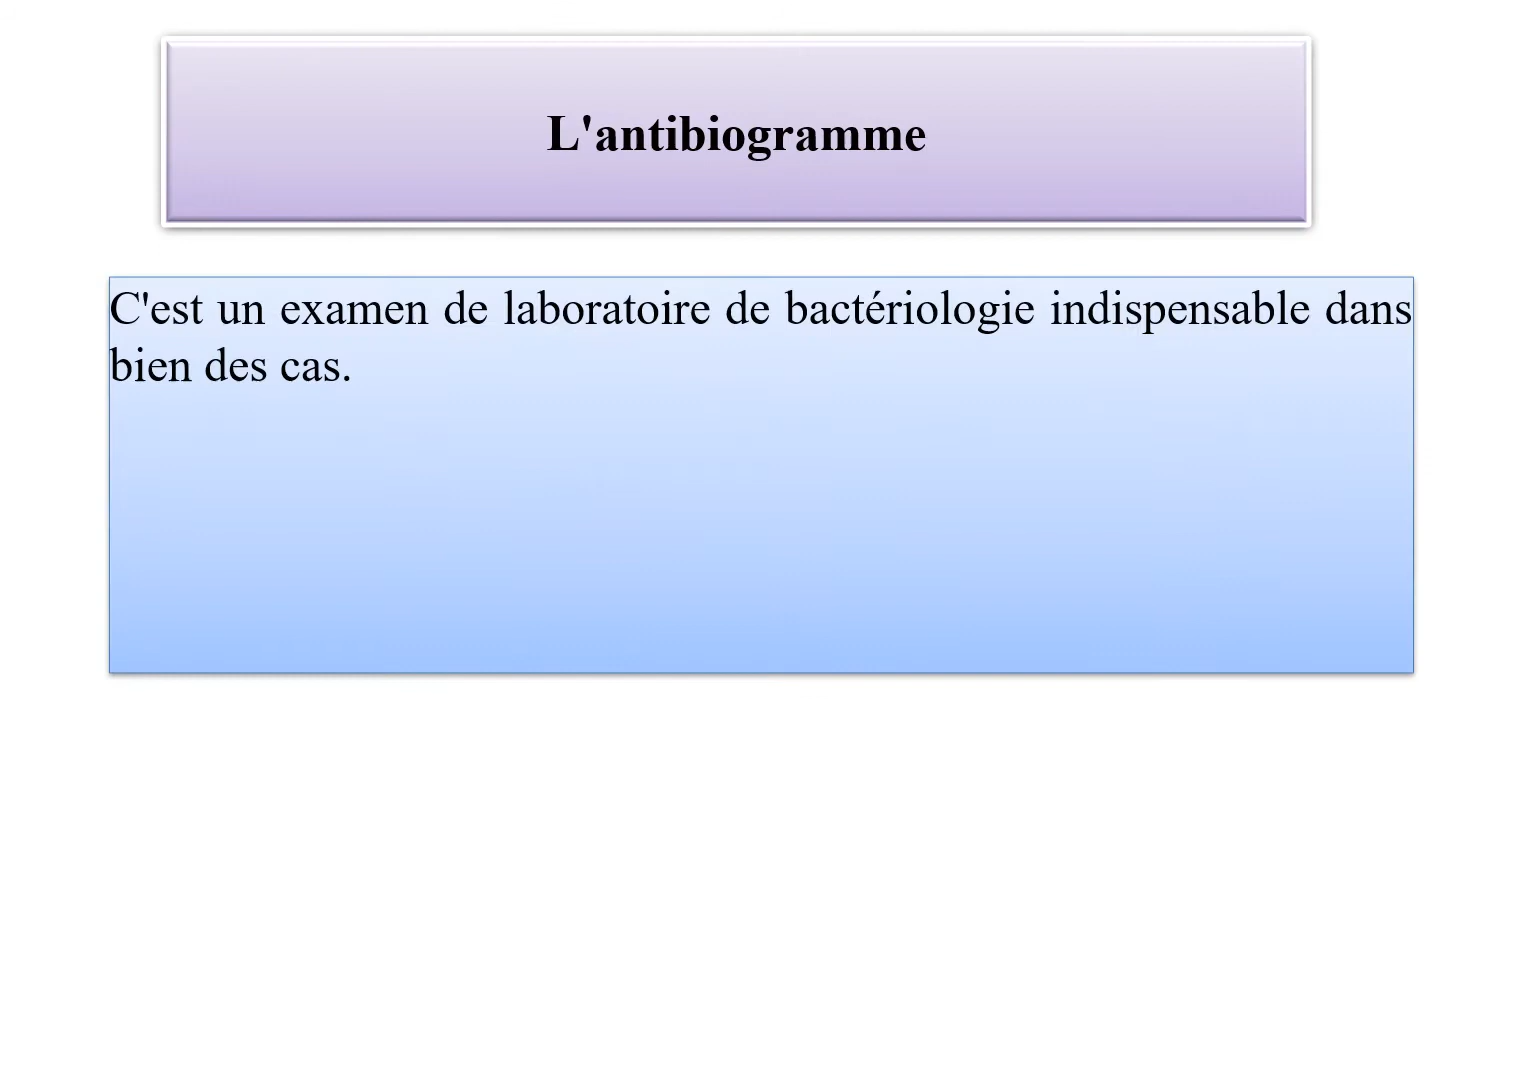 L'antibiogramme
C'est un examen de laboratoire de bactériologie indispensable dans
bien des cas.